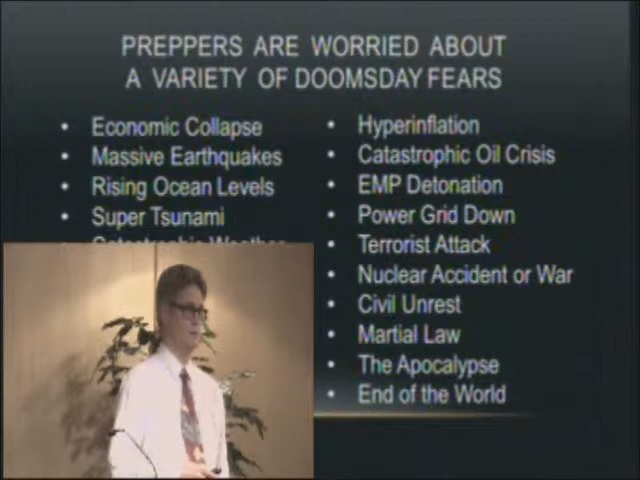 PREPPERS ARE WORRIED ABOUT
A VARIETY OF DOOMSDAY FEARS
• Economic Collapse
• Massive Earthquakes
• Rising Ocean Levels
• Super Tsunami
Catastrophic Weather
• Hyperinflation
• Catastrophic Oil Crisis
• EMP Detonation
• Power Grid Down
• Terrorist Attack
• Nuclear Accident or War
• Civil Unrest
• Martial Law
• The Apocalypse
• End of the World